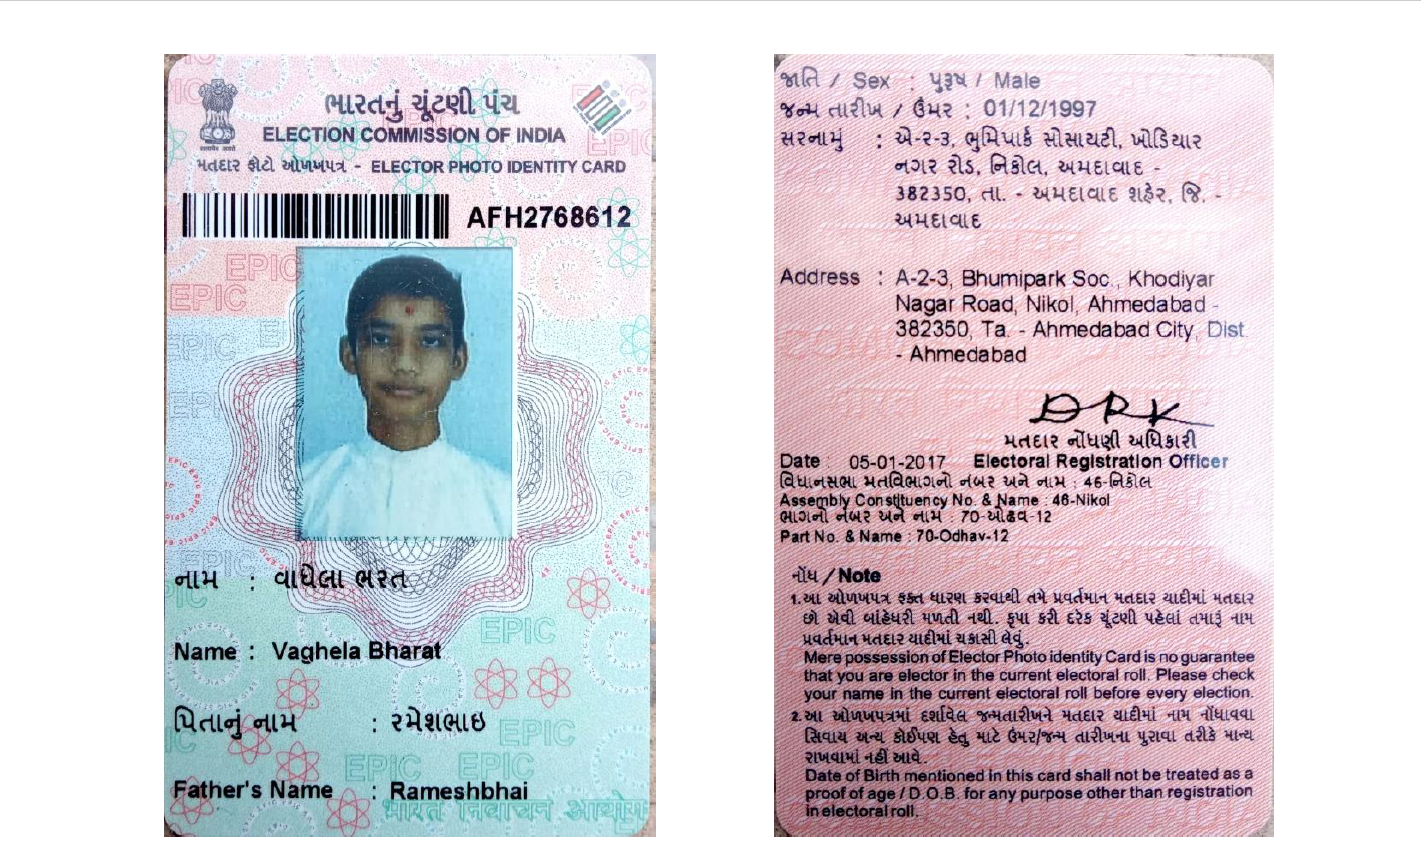 ભારતનું ચૂંટણી પંચ
ELECTION COMMISSION OF INDIA
મતદાર ફોટો ઓળખપત્ર - ELECTOR PHOTO IDENTITY CARD
AFH2768612
EPIC
EPIC
નામ : વાઘેલા ભરત
Name : Vaghela Bharat
પિતાનું નામ : રમેશભાઇ
Father's Name : Rameshbhai
भारत निर्वाचन आयोग
જાતિ / Sex : પુરૂષ / Male
જન્મ તારીખ / ઉંમર : 01/12/1997
સરનામું : એ-૨-૩, ભુમિપાર્ક સોસાયટી, ખોડિયાર
નગર રોડ, નિકોલ, અમદાવાદ -
382350, તા. - અમદાવાદ શહેર, જિ. -
અમદાવાદ
Address : A-2-3, Bhumipark Soc., Khodiyar
Nagar Road, Nikol, Ahmedabad -
382350, Ta. - Ahmedabad City, Dist.
- Ahmedabad
મતદાર નોંધણી અધિકારી
Date : 05-01-2017 Electoral Registration Officer
વિધાનસભા મતવિભાગનો નંબર અને નામ : 46-નિકોલ
Assembly Constituency No. & Name : 46-Nikol
ભાગનો નંબર અને નામ : 70-ઓઢવ-12
Part No. & Name : 70-Odhav-12
નોંધ / Note
1. આ ઓળખપત્ર ફક્ત ધારણ કરવાથી તમે પ્રવર્તમાન મતદાર યાદીમાં મતદાર
છો એવી બાંહેધરી મળતી નથી. કૃપા કરી દરેક ચૂંટણી પહેલાં તમારૂં નામ
પ્રવર્તમાન મતદાર યાદીમાં ચકાસી લેવું.
Mere possession of Elector Photo identity Card is no guarantee
that you are elector in the current electoral roll. Please check
your name in the current electoral roll before every election.
2. આ ઓળખપત્રમાં દર્શાવેલ જન્મતારીખને મતદાર યાદીમાં નામ નોંધાવવા
સિવાય અન્ય કોઈપણ હેતુ માટે ઉંમર/જન્મ તારીખના પુરાવા તરીકે માન્ય
રાખવામાં નહીં આવે.
Date of Birth mentioned in this card shall not be treated as a
proof of age / D.O.B. for any purpose other than registration
in electoral roll.